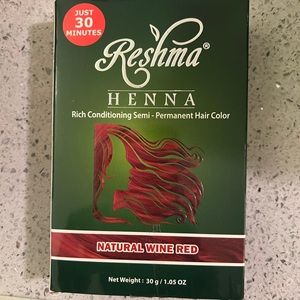 JUST
30
MINUTES
Reshma®
HENNA
Rich Conditioning Semi - Permanent Hair Color
NATURAL WINE RED
Net Weight : 30 g / 1.05 OZ